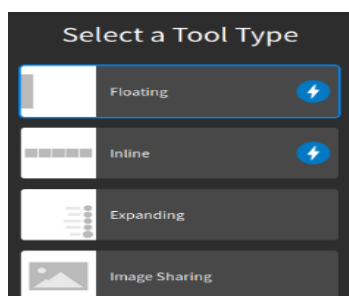 Select a Tool Type
Floating
Inline
Expanding
Image Sharing